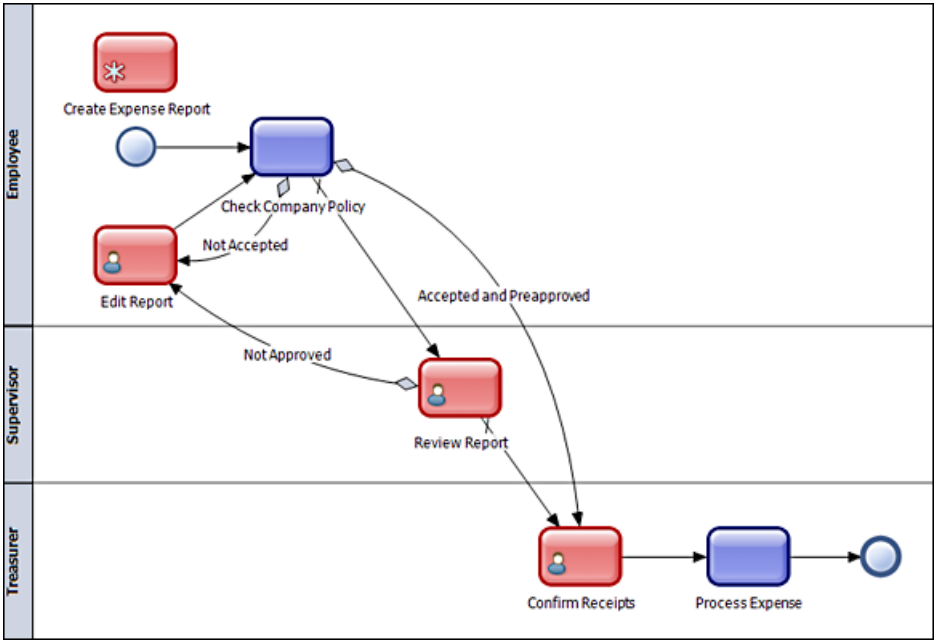 Employee
Create Expense Report
Check Company Policy
Not Accepted
Edit Report
Accepted and Preapproved
Supervisor
Not Approved
Review Report
Treasurer
Confirm Receipts
Process Expense